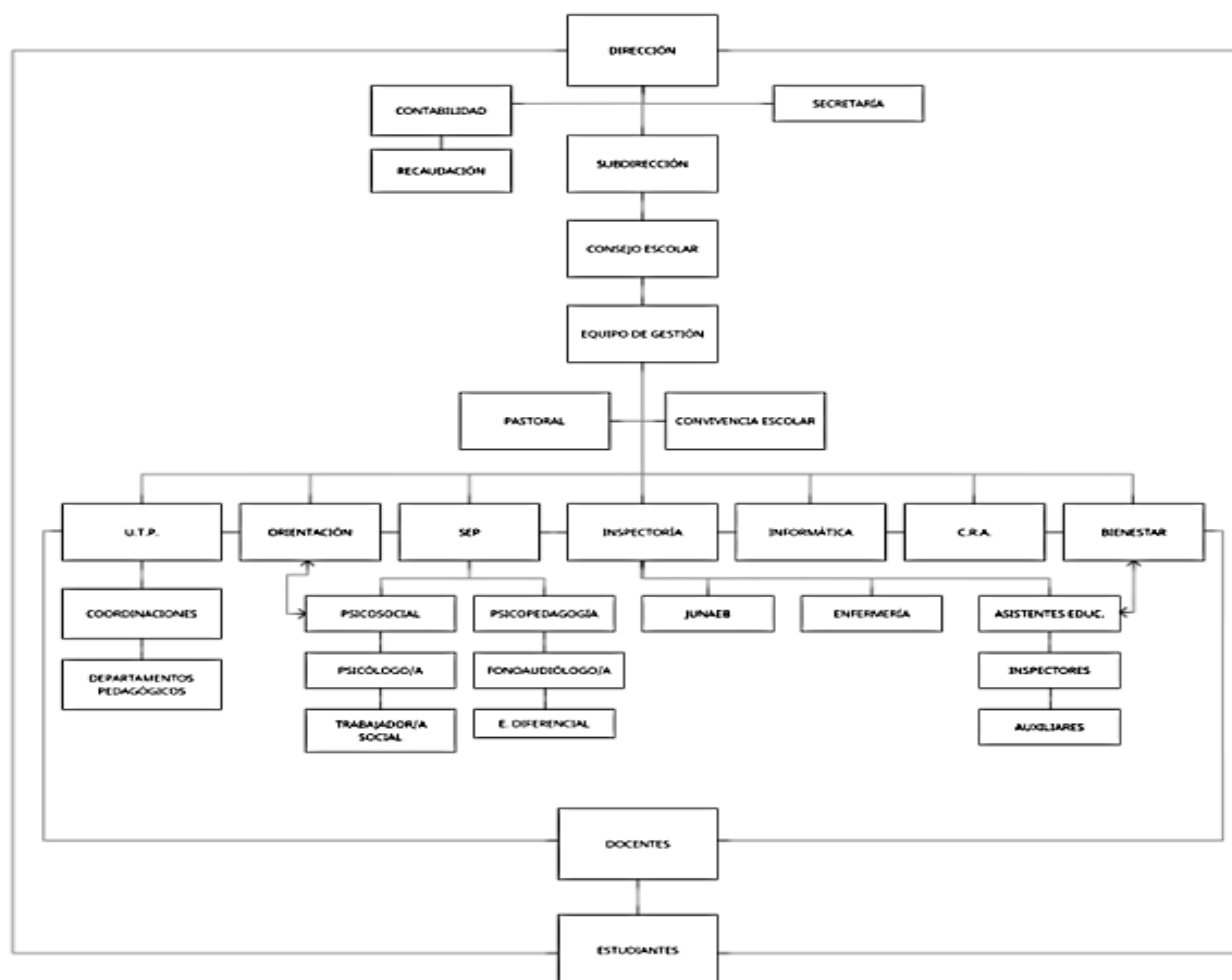 DIRECCIÓN
CONTABILIDAD
SECRETARÍA
RECAUDACIÓN
SUBDIRECCIÓN
CONSEJO ESCOLAR
EQUIPO DE GESTIÓN
PASTORAL
CONVIVENCIA ESCOLAR
U.T.P.
ORIENTACIÓN
SEP
INSPECTORÍA
INFORMÁTICA
C.R.A.
BIENESTAR
COORDINACIONES
PSICOSOCIAL
PSICOPEDAGOGÍA
JUNAEB
ENFERMERÍA
ASISTENTES EDUC.
DEPARTAMENTOS
PEDAGÓGICOS
PSICÓLOGO/A
FONOAUDIÓLOGO/A
INSPECTORES
TRABAJADOR/A
SOCIAL
E. DIFERENCIAL
AUXILIARES
DOCENTES
ESTUDIANTES